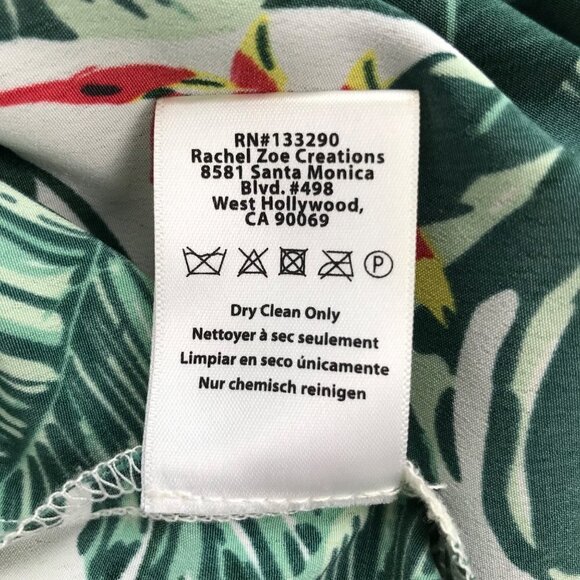 RN#133290
Rachel Zoe Creations
8581 Santa Monica
Blvd. #498
West Hollywood,
CA 90069
P
Dry Clean Only
Nettoyer à sec seulement
Limpiar en seco únicamente
Nur chemisch reinigen